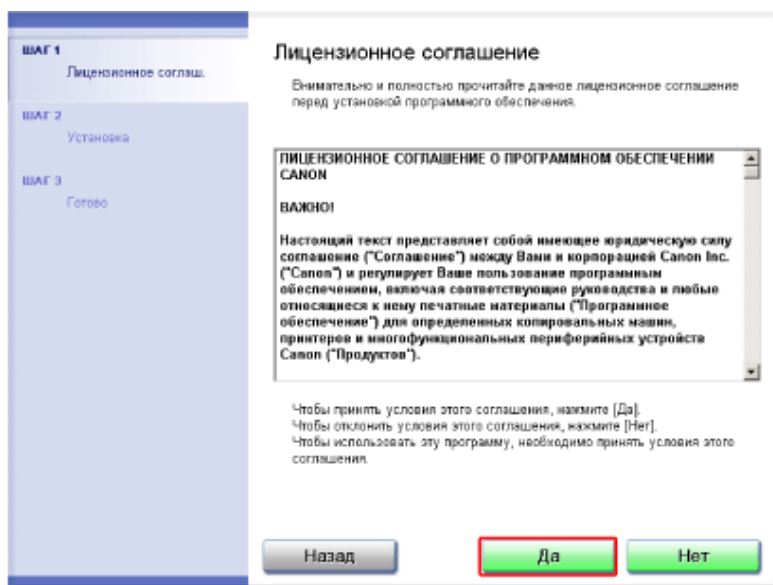 ШАГ 1
Лицензионное соглаш.
ШАГ 2
Установка
ШАГ 3
Готово
Лицензионное соглашение
Внимательно и полностью прочитайте данное лицензионное соглашение
перед установкой программного обеспечения.
ЛИЦЕНЗИОННОЕ СОГЛАШЕНИЕ О ПРОГРАММНОМ ОБЕСПЕЧЕНИИ
CANON
ВАЖНО!
Настоящий текст представляет собой имеющее юридическую силу
соглашение ("Соглашение") между Вами и корпорацией Canon Inc.
("Canon") и регулирует Ваше пользование программным
обеспечением, включая соответствующие руководства и любые
относящиеся к нему печатные материалы ("Программное
обеспечение") для определенных копировальных машин,
принтеров и многофункциональных периферийных устройств
Canon ("Продуктов").
Чтобы принять условия этого соглашения, нажмите [Да].
Чтобы отклонить условия этого соглашения, нажмите [Нет].
Чтобы использовать эту программу, необходимо принять условия этого
соглашения.
Назад
Да
Нет